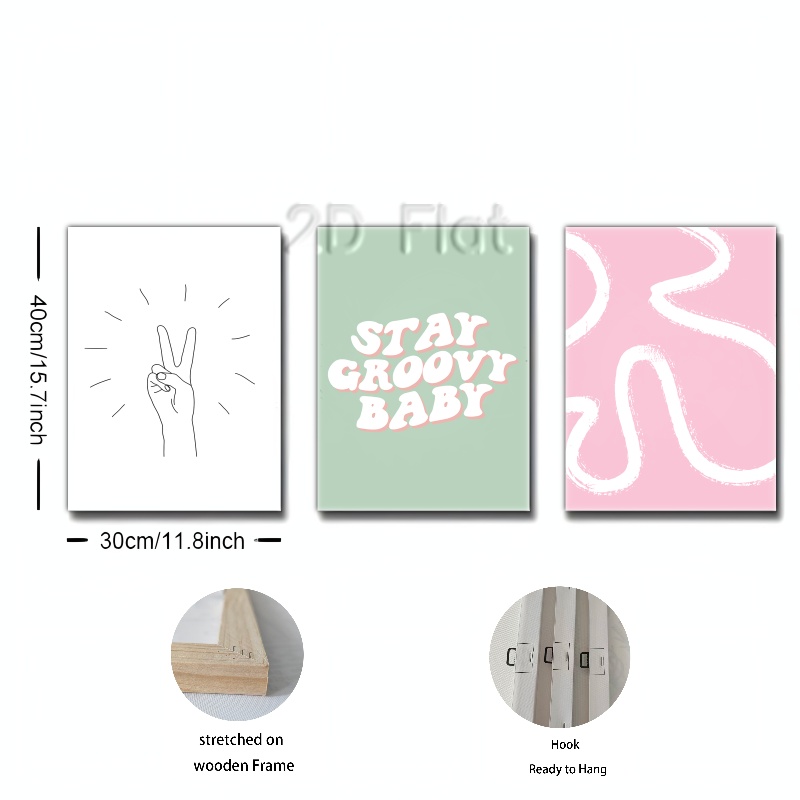 2D Flat
40cm/15.7inch
STAY
GROOVY
BABY
30cm/11.8inch
stretched on
wooden Frame
Hook
Ready to Hang